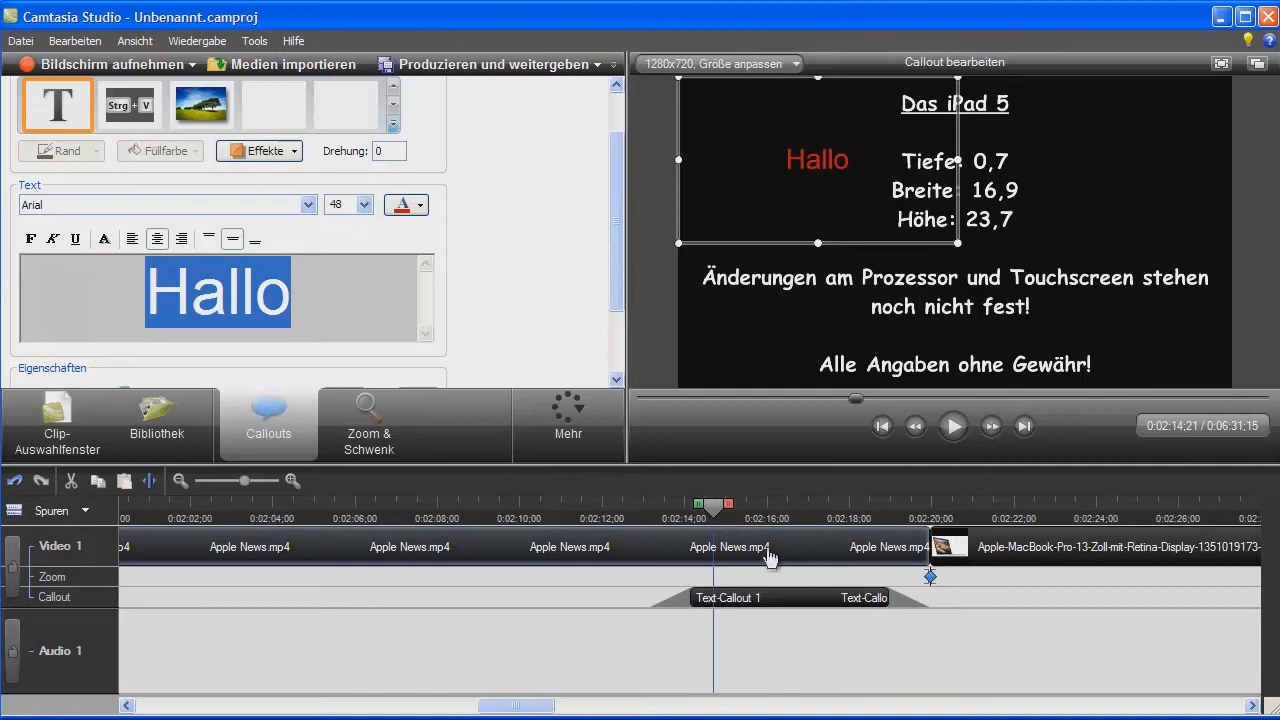 Camtasia Studio - Unbenannt.camproj
Datei Bearbeiten Ansicht Wiedergabe Tools Hilfe
Bildschirm aufnehmen Medien importieren Produzieren und weitergeben
1280x720, Größe anpassen Callout bearbeiten
T Strg + V
Rand Füllfarbe Effekte Drehung: 0
Text
Arial 48 A
F K U A
Hallo
Eigenschaften
Das iPad 5
Hallo
Tiefe: 0,7
Breite: 16,9
Höhe: 23,7
Änderungen am Prozessor und Touchscreen stehen
noch nicht fest!
Alle Angaben ohne Gewähr!
Clip-
Auswahlfenster
Bibliothek
Callouts
Zoom &
Schwenk
Mehr
0:02:14;21 / 0:06:31;15
Spuren
:00 0:02:02;00 0:02:04;00 0:02:06;00 0:02:08;00 0:02:10;00 0:02:12;00 0:02:14;00 0:02:16;00 0:02:18;00 0:02:20;00 0:02:22;00 0:02:24;00 0:02:
Video 1 p4 Apple News.mp4 Apple News.mp4 Apple News.mp4 Apple News.mp4 Apple News.mp4 Apple-MacBook-Pro-13-Zoll-mit-Retina-Display-1351019173-
Zoom
Callout Text-Callout 1 Text-Callo
Audio 1